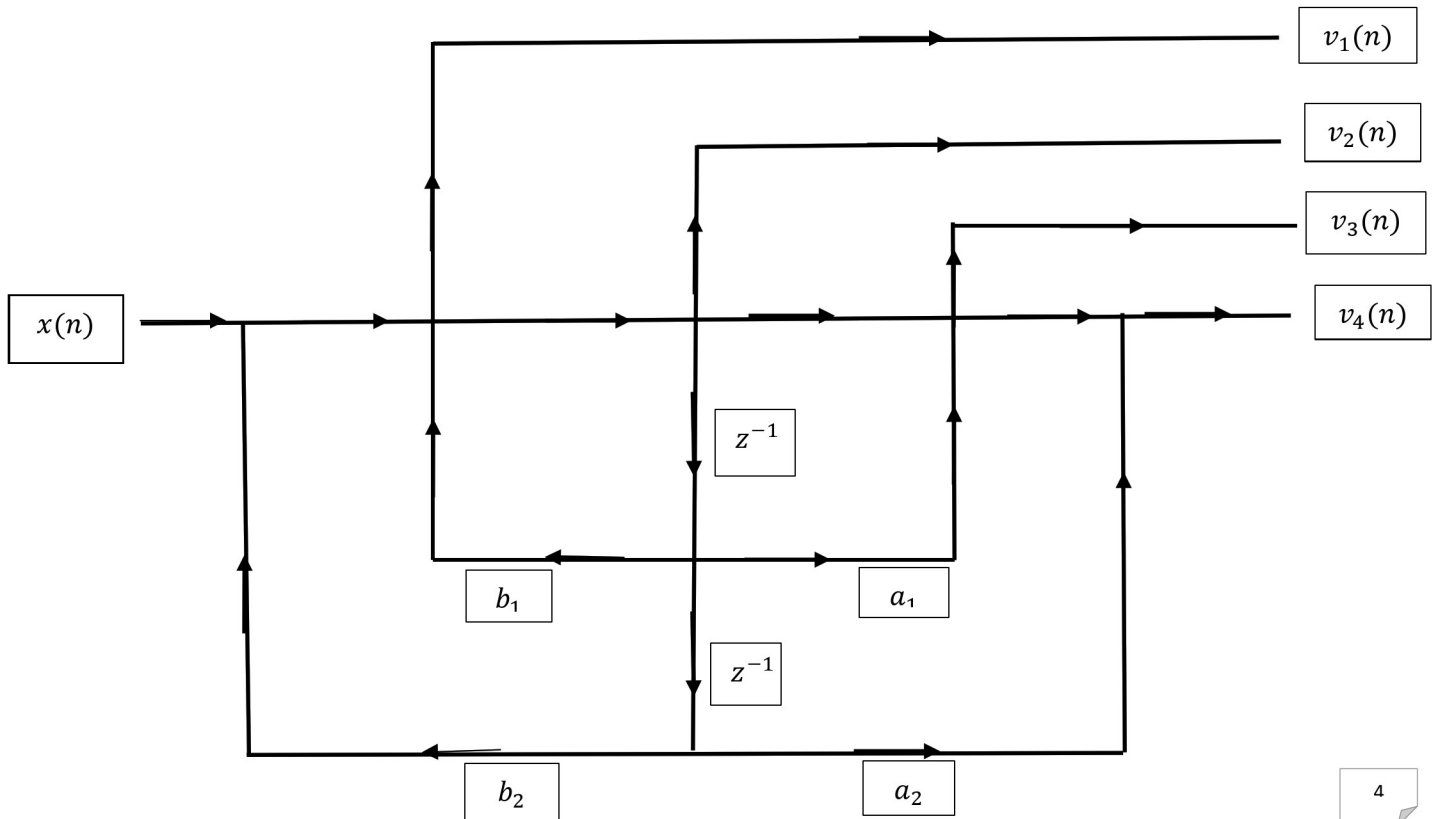 v₁(n)
v₂(n)
v₃(n)
x(n)
v₄(n)
z⁻¹
b₁
a₁
z⁻¹
b₂
a₂
4